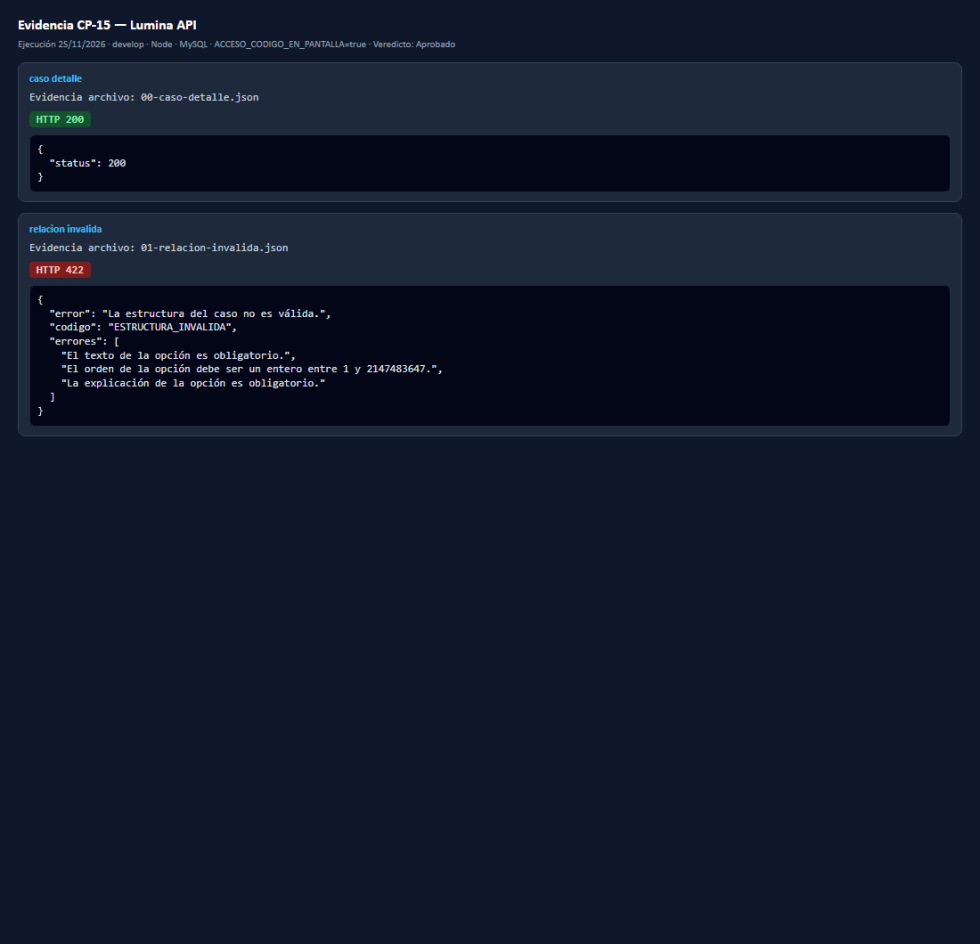 Evidencia CP-15 — Lumina API
Ejecución 25/11/2026 · develop · Node · MySQL · ACCESO_CODIGO_EN_PANTALLA=true · Veredicto: Aprobado
caso detalle
Evidencia archivo: 00-caso-detalle.json
HTTP 200
{
  "status": 200
}
relacion invalida
Evidencia archivo: 01-relacion-invalida.json
HTTP 422
{
  "error": "La estructura del caso no es válida.",
  "codigo": "ESTRUCTURA_INVALIDA",
  "errores": [
    "El texto de la opción es obligatorio.",
    "El orden de la opción debe ser un entero entre 1 y 2147483647.",
    "La explicación de la opción es obligatorio."
  ]
}